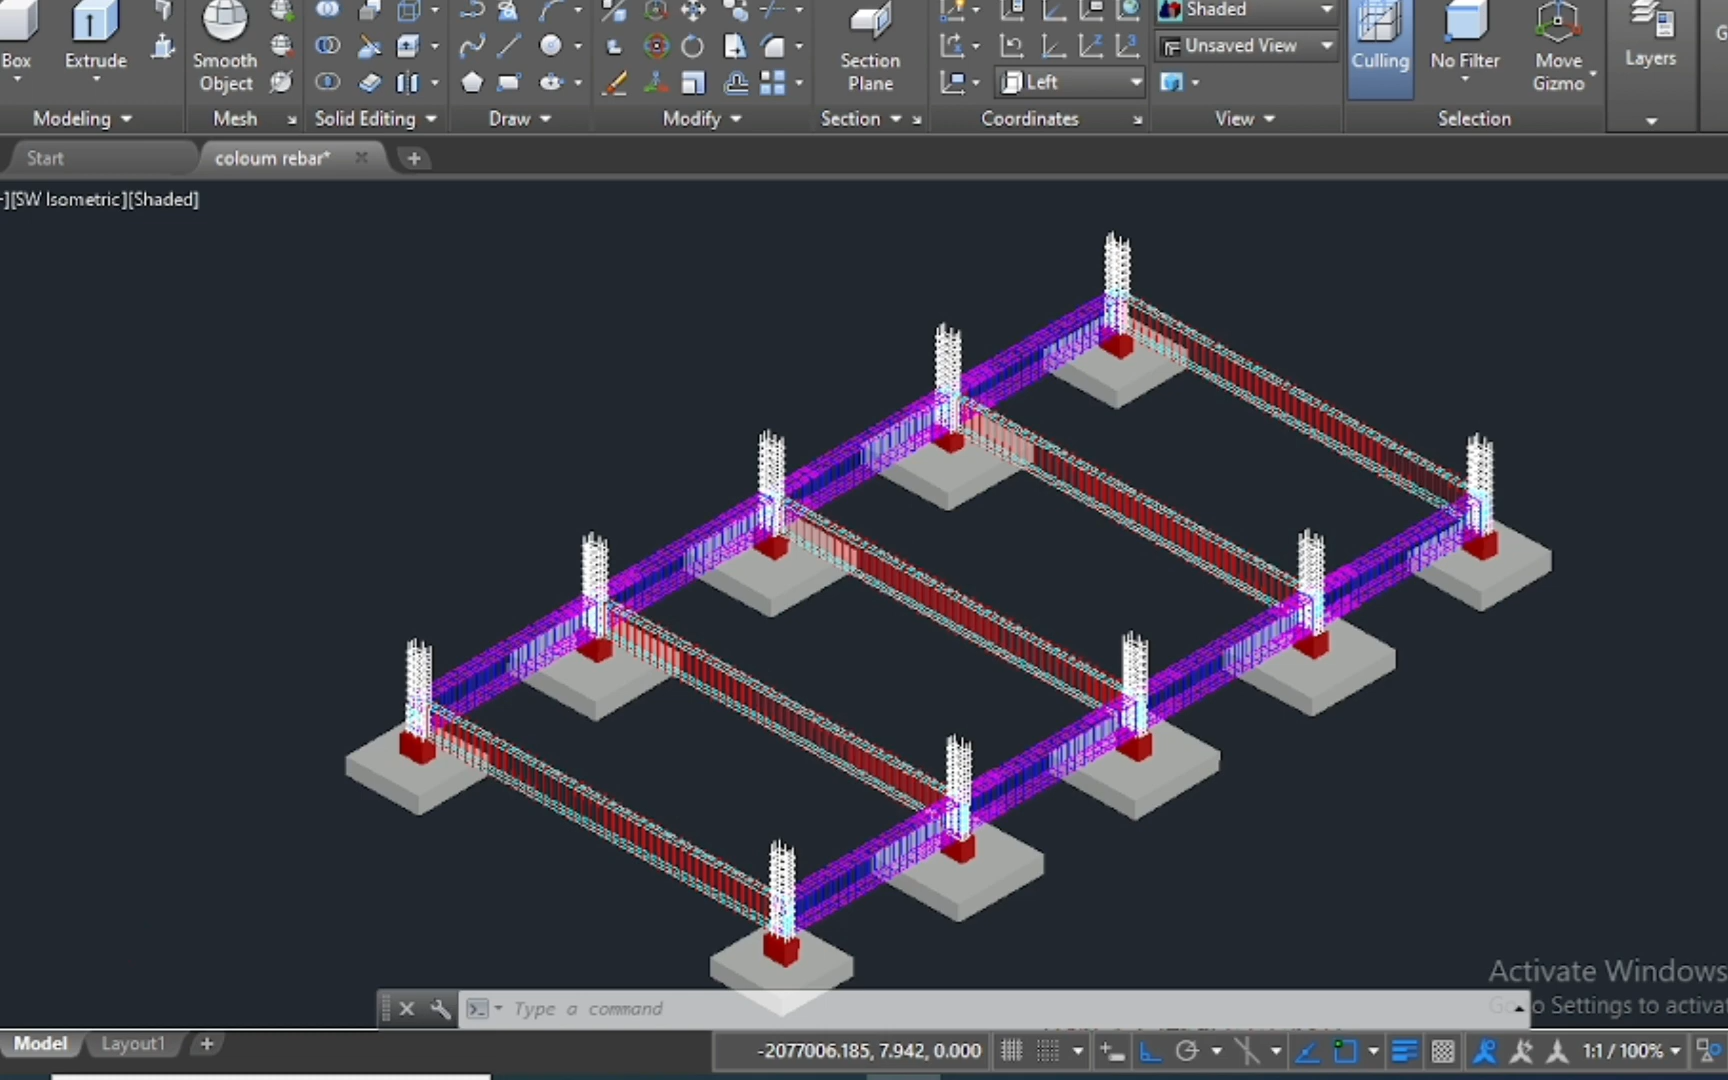 Shaded
Box
Extrude
Smooth
Object
Section
Plane
Unsaved View
Left
Culling
No Filter
Move
Gizmo
Layers
Modeling
Mesh
Solid Editing
Draw
Modify
Section
Coordinates
View
Selection
Start
coloum rebar*
][SW Isometric][Shaded]
Activate Windows
Type a command
to Settings to activat
Model
Layout1
-2077006.185, 7.942, 0.000
1:1 / 100%